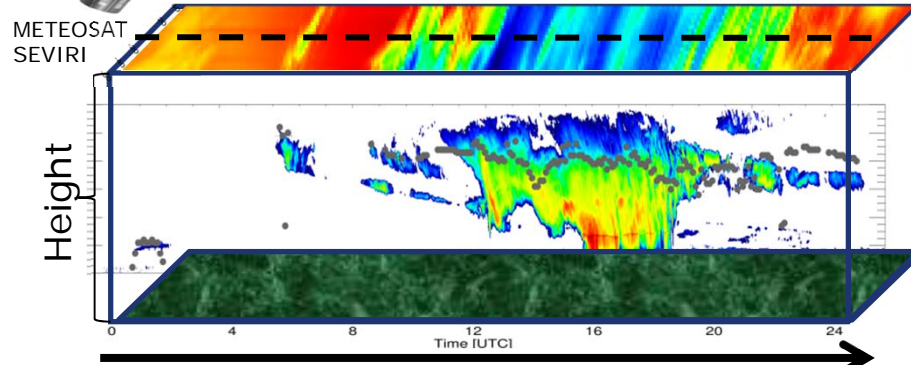 METEOSAT
SEVIRI
Height
0 4 8 12 16 20 24
Time [UTC]